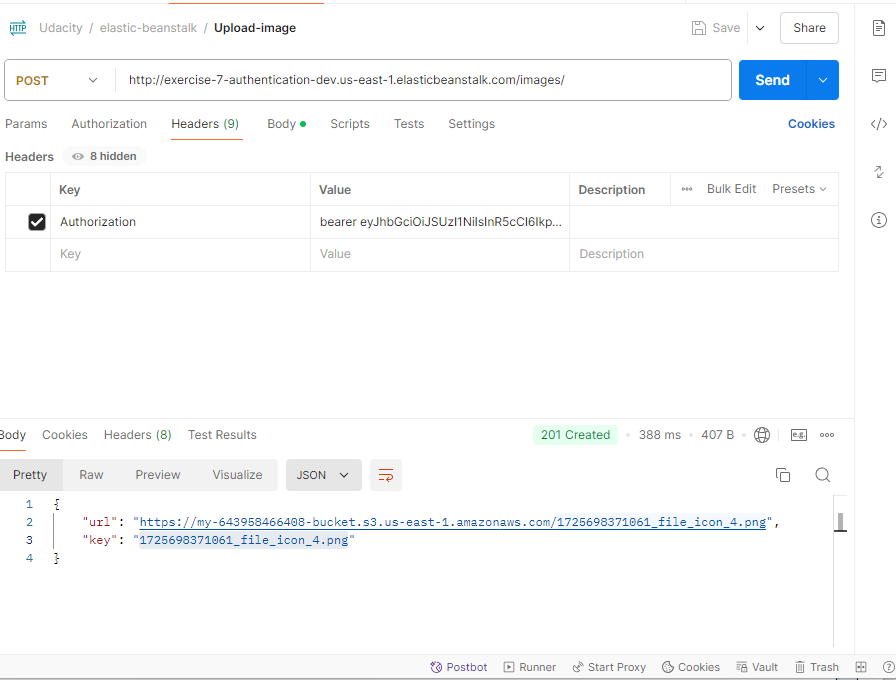 HTTP Udacity / elastic-beanstalk / Upload-image Save Share
POST http://exercise-7-authentication-dev.us-east-1.elasticbeanstalk.com/images/ Send
Params Authorization Headers (9) Body Scripts Tests Settings Cookies
Headers 8 hidden
Key Value Description Bulk Edit Presets
Authorization bearer eyJhbGciOiJSUzI1NiIsInR5cCI6Ikp...
Key Value Description
Body Cookies Headers (8) Test Results 201 Created 388 ms 407 B e.g.
Pretty Raw Preview Visualize JSON
1 {
2 "url": "https://my-643958466408-bucket.s3.us-east-1.amazonaws.com/1725698371061_file_icon_4.png",
3 "key": "1725698371061_file_icon_4.png"
4 }
Postbot Runner Start Proxy Cookies Vault Trash